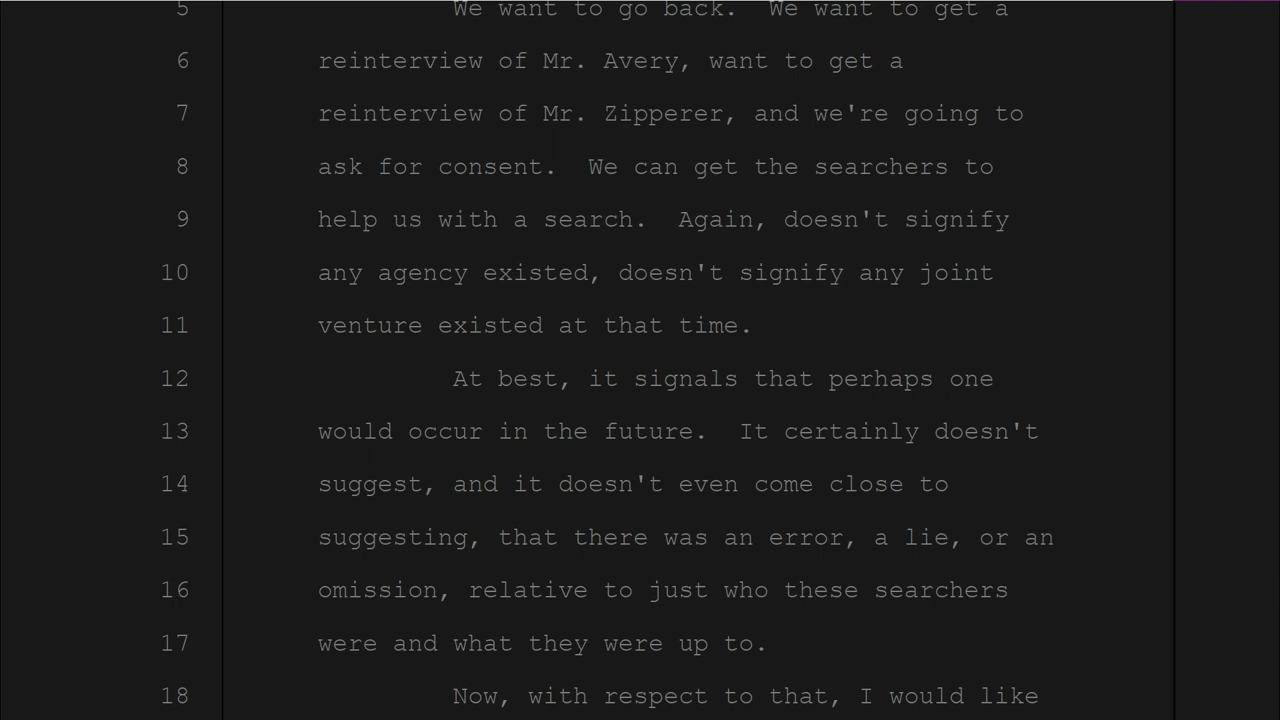 5 We want to go back. We want to get a
6 reinterview of Mr. Avery, want to get a
7 reinterview of Mr. Zipperer, and we're going to
8 ask for consent. We can get the searchers to
9 help us with a search. Again, doesn't signify
10 any agency existed, doesn't signify any joint
11 venture existed at that time.
12 At best, it signals that perhaps one
13 would occur in the future. It certainly doesn't
14 suggest, and it doesn't even come close to
15 suggesting, that there was an error, a lie, or an
16 omission, relative to just who these searchers
17 were and what they were up to.
18 Now, with respect to that, I would like